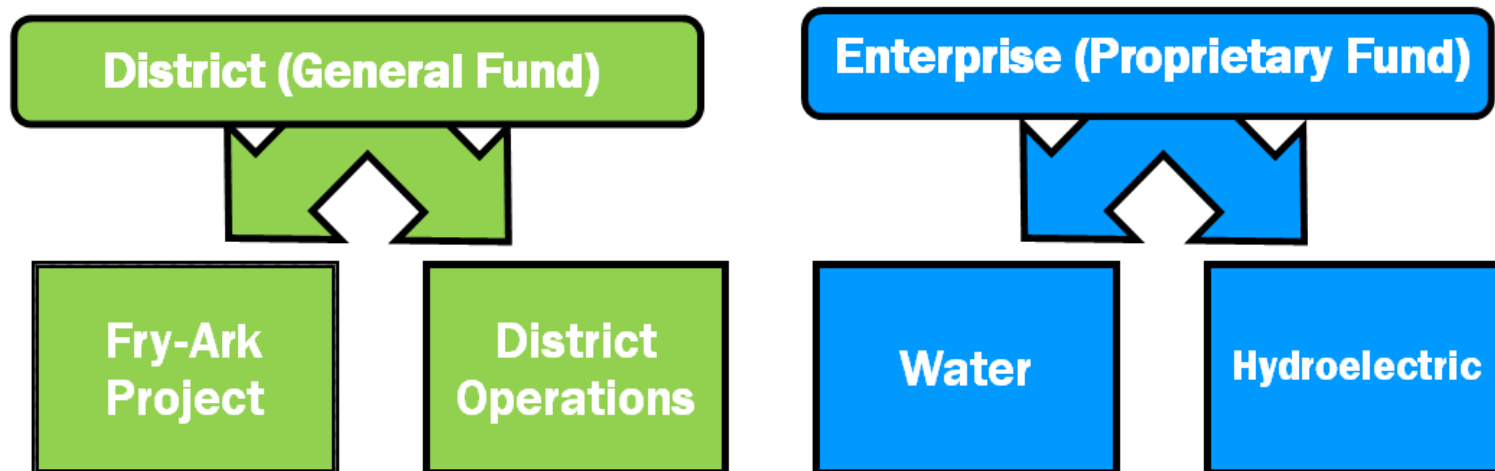 District (General Fund)
Enterprise (Proprietary Fund)
Fry-Ark
Project
District
Operations
Water
Hydroelectric